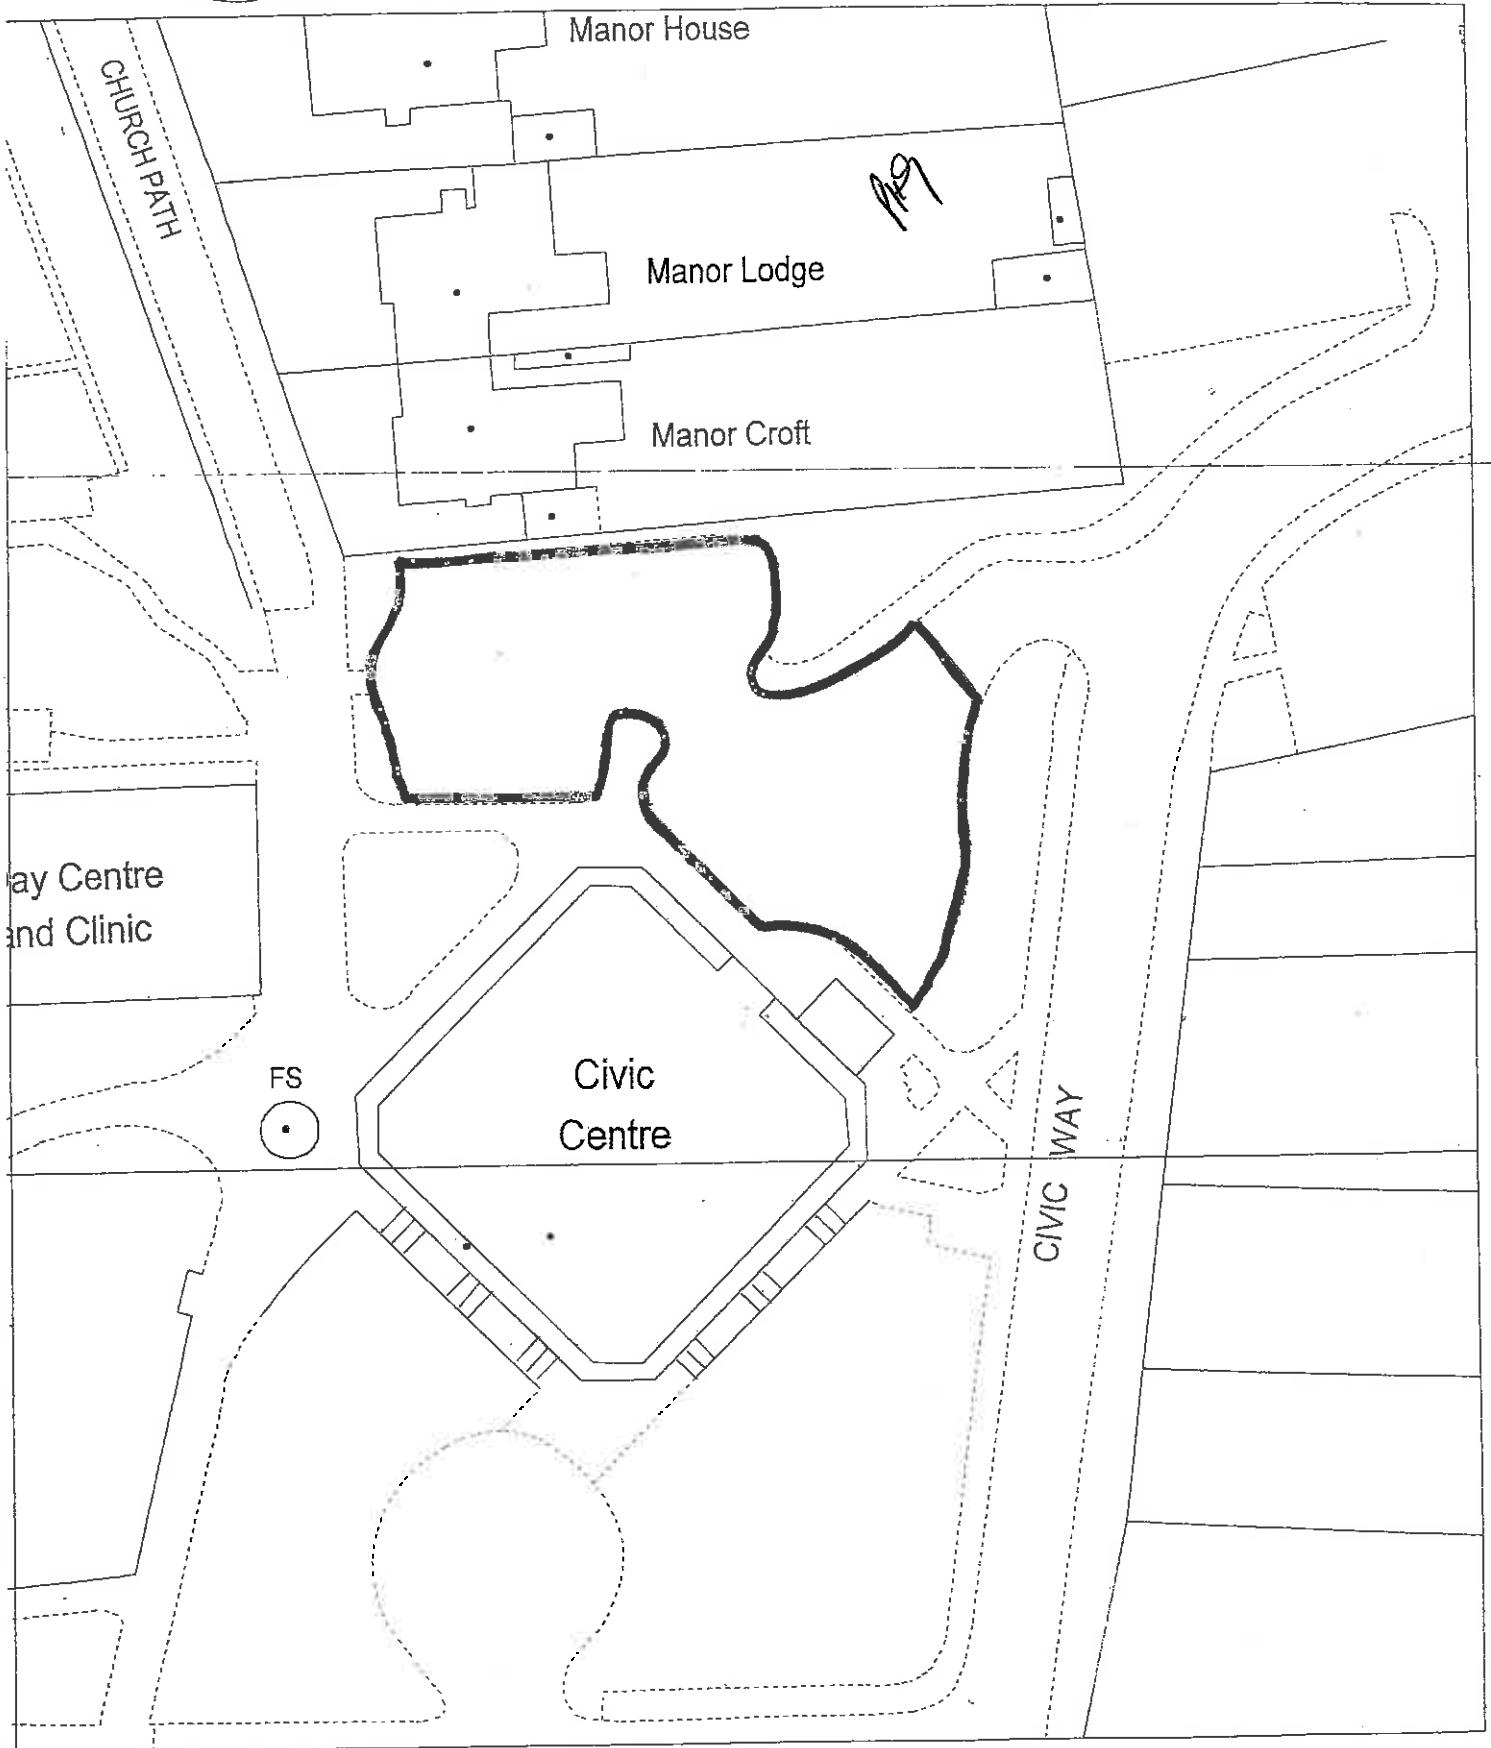 Manor House
CHURCH PATH
Manor Lodge
Manor Croft
ay Centre
and Clinic
FS
Civic
Centre
CIVIC WAY